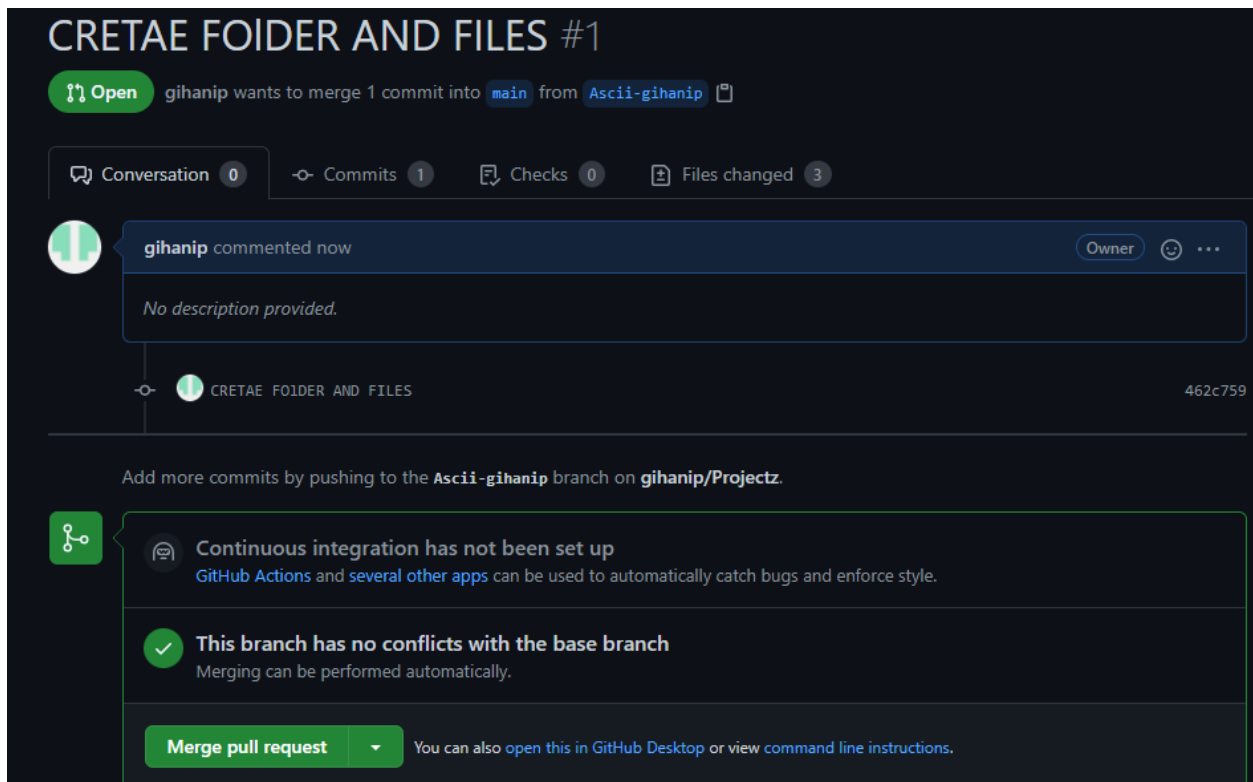 CRETAE FOlDER AND FILES #1
Open gihanip wants to merge 1 commit into main from Ascii-gihanip
Conversation 0 Commits 1 Checks 0 Files changed 3
gihanip commented now Owner
No description provided.
CRETAE FOlDER AND FILES 462c759
Add more commits by pushing to the Ascii-gihanip branch on gihanip/Projectz.
Continuous integration has not been set up
GitHub Actions and several other apps can be used to automatically catch bugs and enforce style.
This branch has no conflicts with the base branch
Merging can be performed automatically.
Merge pull request You can also open this in GitHub Desktop or view command line instructions.